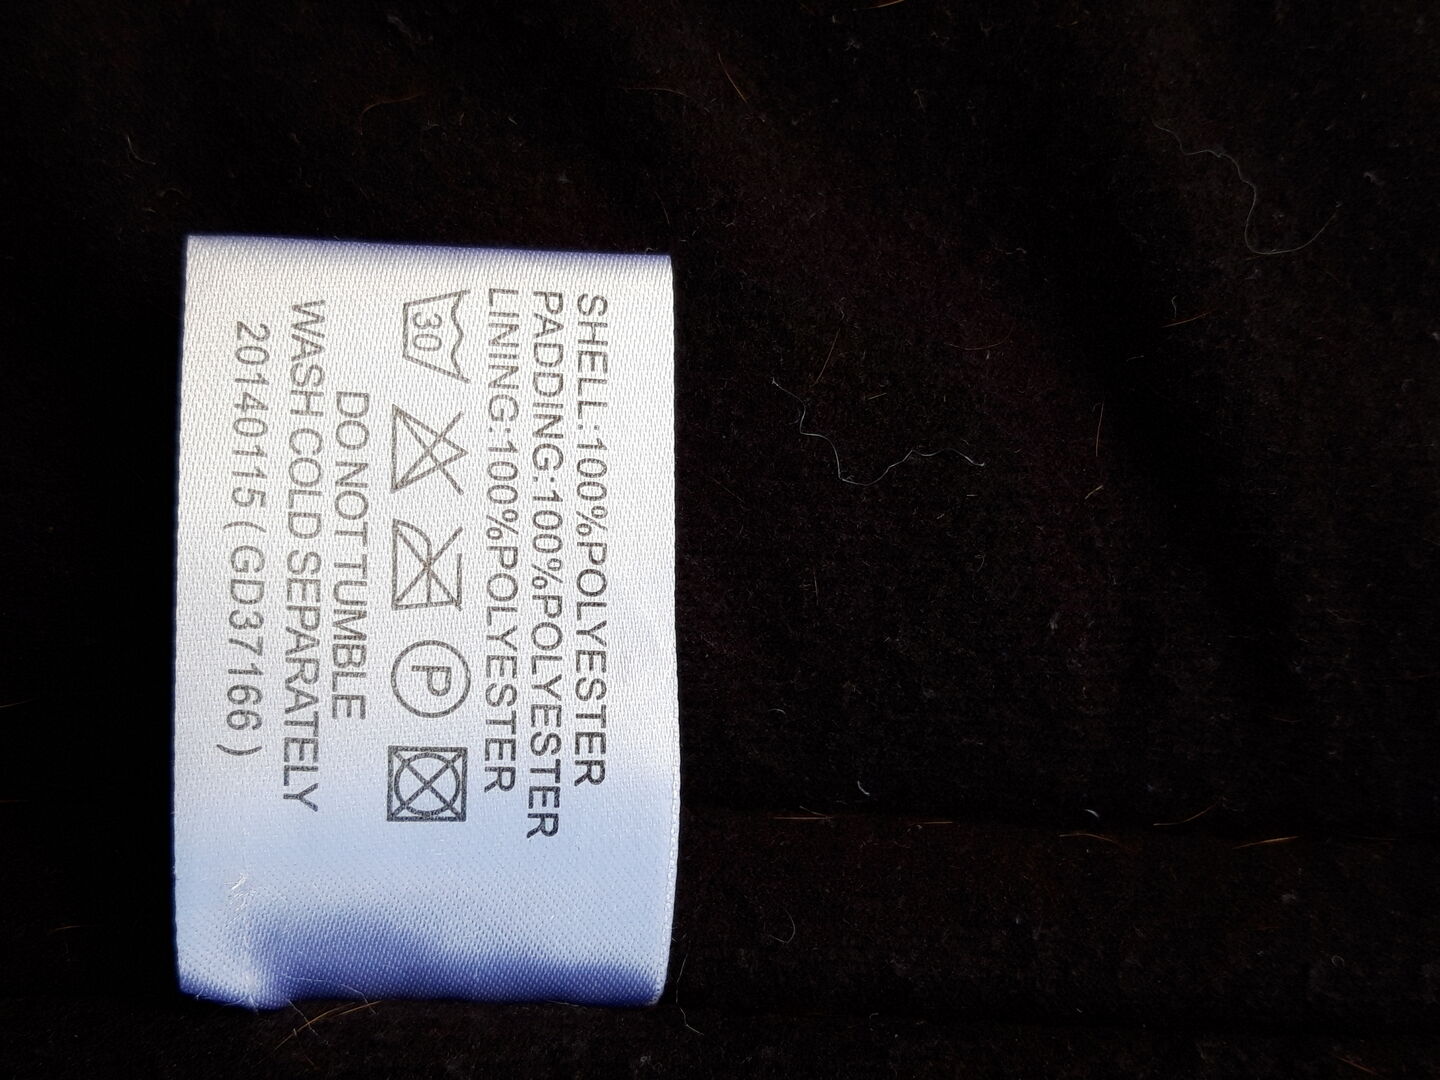 SHELL:100%POLYESTER
PADDING:100%POLYESTER
LINING:100%POLYESTER
30 P
DO NOT TUMBLE
WASH COLD SEPARATELY
20140115 ( GD37166 )